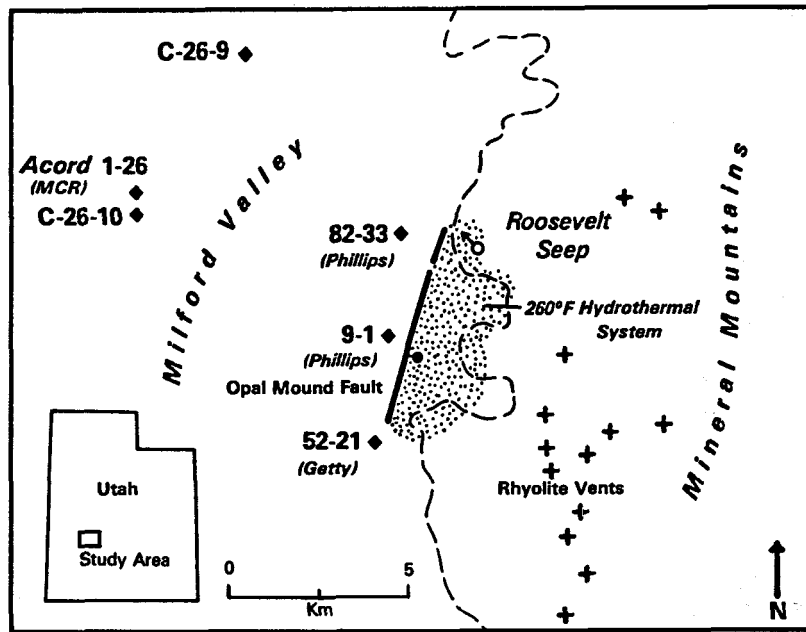 C-26-9
Acord 1-26
(MCR)
C-26-10
Milford Valley
82-33
(Phillips)
Roosevelt
Seep
260°F Hydrothermal
System
Mineral Mountains
9-1
(Phillips)
Opal Mound Fault
52-21
(Getty)
Rhyolite Vents
Utah
Study Area
0 5
Km
N